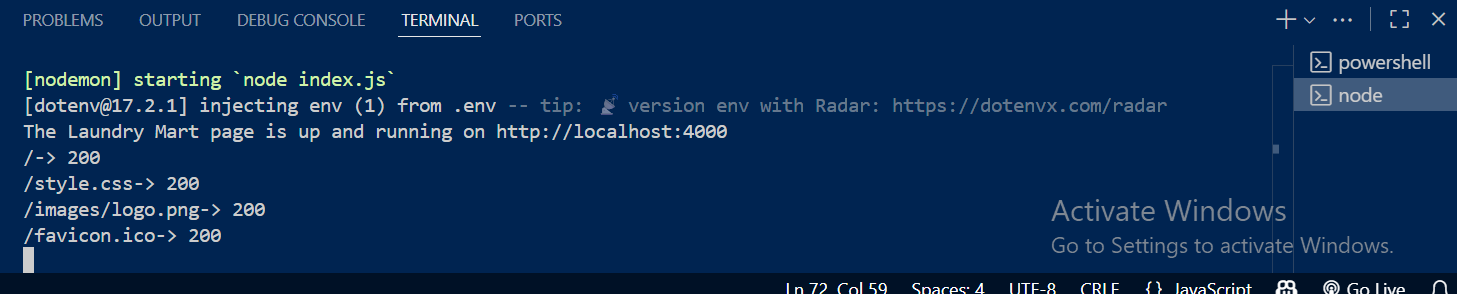 PROBLEMS OUTPUT DEBUG CONSOLE TERMINAL PORTS
[nodemon] starting `node index.js`
[dotenv@17.2.1] injecting env (1) from .env -- tip: 📡 version env with Radar: https://dotenvx.com/radar
The Laundry Mart page is up and running on http://localhost:4000
/-> 200
/style.css-> 200
/images/logo.png-> 200
/favicon.ico-> 200
powershell
node
Activate Windows
Go to Settings to activate Windows.
Ln 72, Col 59 Spaces: 4 UTF-8 CRLF {} JavaScript Go Live